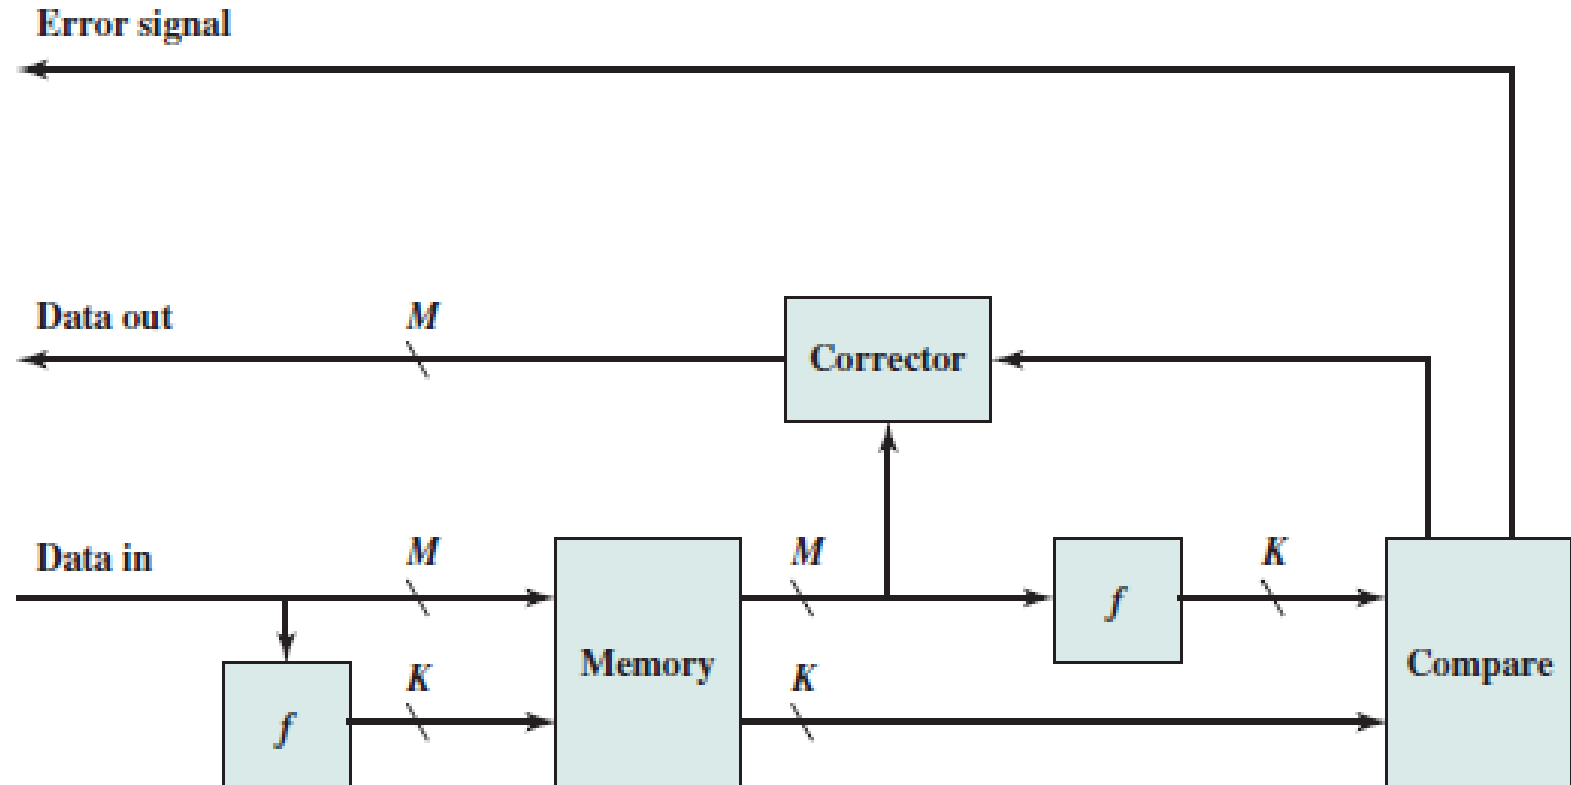 Error signal
Data out
M
Corrector
Data in
M
M
f
K
Memory
Compare
K
K
f